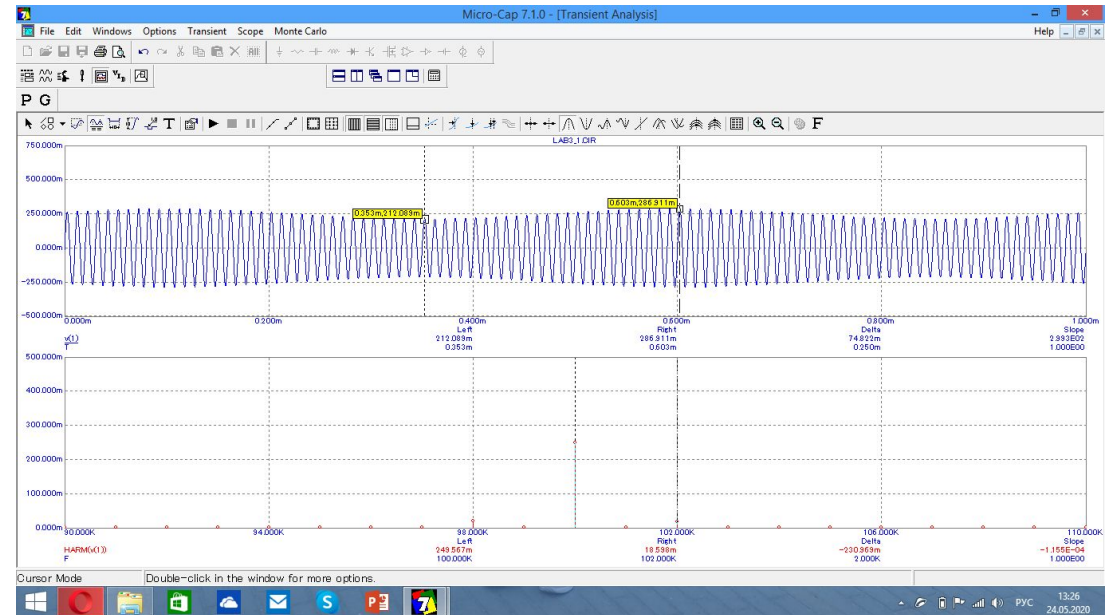 Micro-Cap 7.1.0 - [Transient Analysis]
File Edit Windows Options Transient Scope Monte Carlo Help
P G
T F
LAB3_1.CIR
750.000m
500.000m
250.000m
0.000m
-250.000m
-500.000m
0.353m,212.089m
0.603m,286.911m
0.000m 0.200m 0.400m 0.600m 0.800m 1.000m
Left Right Delta Slope
v(1) 212.089m 286.911m 74.822m 2.993E02
T 0.353m 0.603m 0.250m 1.000E00
500.000m
400.000m
300.000m
200.000m
100.000m
0.000m
90.000K 94.000K 98.000K 102.000K 106.000K 110.000K
Left Right Delta Slope
HARM(v(1)) 249.567m 18.598m -230.969m -1.155E-04
F 100.000K 102.000K 2.000K 1.000E00
Cursor Mode Double-click in the window for more options.
РУС 13:26
24.05.2020